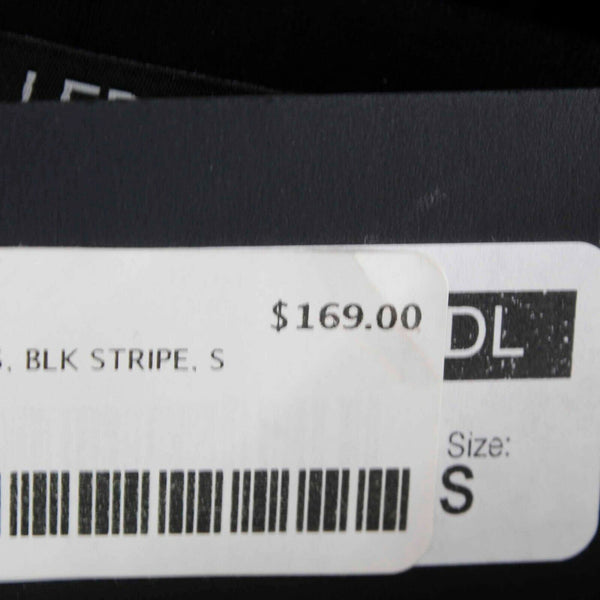 $169.00
DL
, BLK STRIPE, S
Size:
S